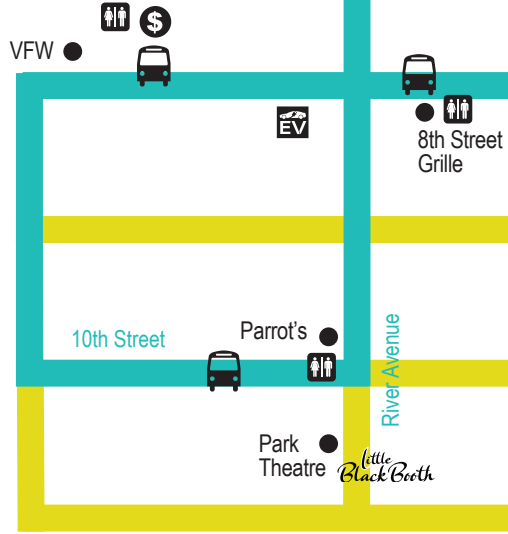 $
VFW
EV
8th Street
Grille
10th Street
Parrot's
River Avenue
Park
Theatre
little
Black Booth